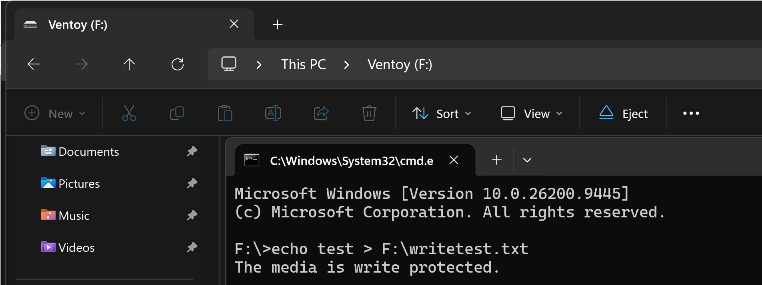 Ventoy (F:)
This PC > Ventoy (F:)
New
Sort
View
Eject
Documents
Pictures
Music
Videos
C:\Windows\System32\cmd.e
Microsoft Windows [Version 10.0.26200.9445]
(c) Microsoft Corporation. All rights reserved.
F:\>echo test > F:\writetest.txt
The media is write protected.